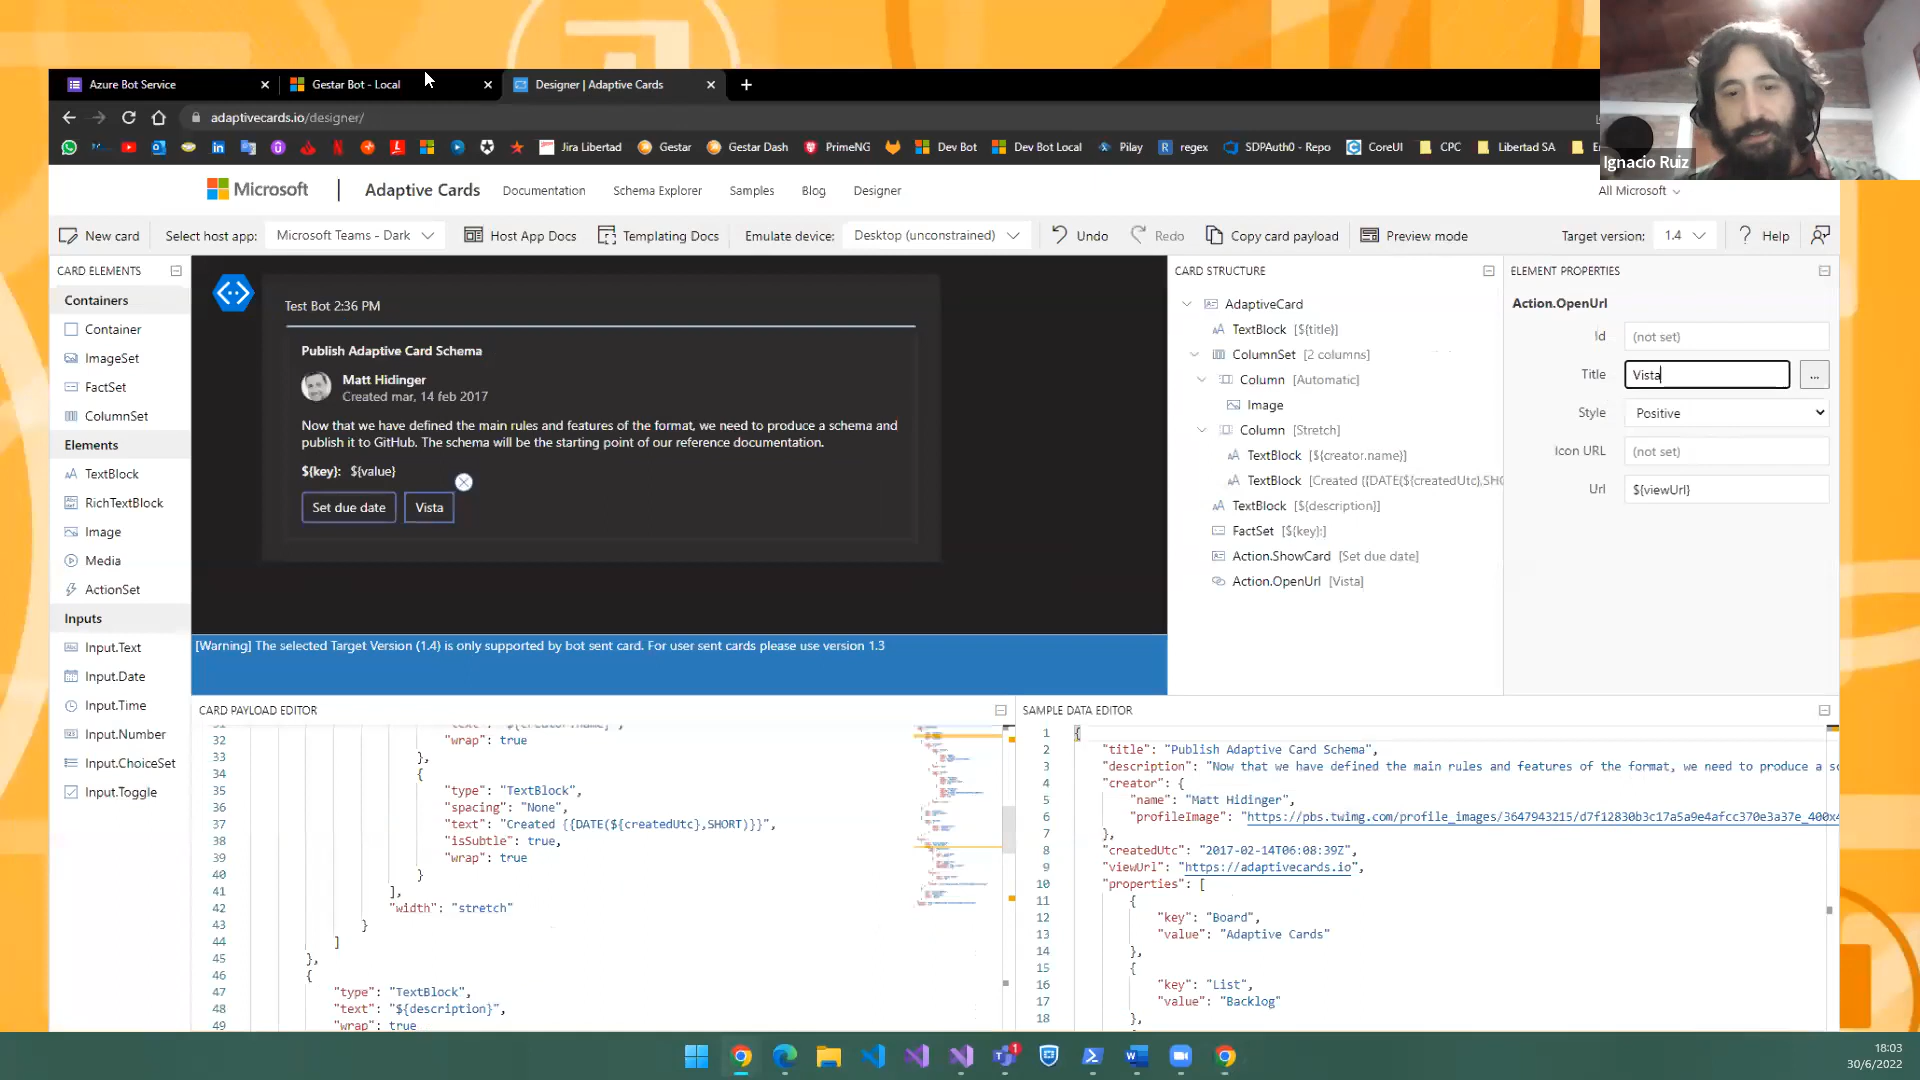 Azure Bot Service
Gestar Bot - Local
Designer | Adaptive Cards
adaptivecards.io/designer/
Jira Libertad
Gestar
Gestar Dash
PrimeNG
Dev Bot
Dev Bot Local
Pilay
regex
SDPAuth0 - Repo
CoreUI
CPC
Libertad SA
Ignacio Ruiz
Microsoft
Adaptive Cards
Documentation
Schema Explorer
Samples
Blog
Designer
All Microsoft
New card
Select host app:
Microsoft Teams - Dark
Host App Docs
Templating Docs
Emulate device:
Desktop (unconstrained)
Undo
Redo
Copy card payload
Preview mode
Target version:
1.4
Help
CARD ELEMENTS
Containers
Container
ImageSet
FactSet
ColumnSet
Elements
TextBlock
RichTextBlock
Image
Media
ActionSet
Inputs
Input.Text
Input.Date
Input.Time
Input.Number
Input.ChoiceSet
Input.Toggle
Test Bot 2:36 PM
Publish Adaptive Card Schema
Matt Hidinger
Created mar, 14 feb 2017
Now that we have defined the main rules and features of the format, we need to produce a schema and
publish it to GitHub. The schema will be the starting point of our reference documentation.
${key}: ${value}
Set due date
Vista
[Warning] The selected Target Version (1.4) is only supported by bot sent card. For user sent cards please use version 1.3
CARD STRUCTURE
AdaptiveCard
TextBlock [${title}]
ColumnSet [2 columns]
Column [Automatic]
Image
Column [Stretch]
TextBlock [${creator.name}]
TextBlock [Created {{DATE(${createdUtc},SHO
TextBlock [${description}]
FactSet [${key}:]
Action.ShowCard [Set due date]
Action.OpenUrl [Vista]
ELEMENT PROPERTIES
Action.OpenUrl
Id (not set)
Title Vista ...
Style Positive
Icon URL (not set)
Url ${viewUrl}
CARD PAYLOAD EDITOR
32 "wrap": true
33 },
34 {
35 "type": "TextBlock",
36 "spacing": "None",
37 "text": "Created {{DATE(${createdUtc},SHORT)}}",
38 "isSubtle": true,
39 "wrap": true
40 }
41 ],
42 "width": "stretch"
43 }
44 ]
45 },
46 {
47 "type": "TextBlock",
48 "text": "${description}",
49 "wrap": true
SAMPLE DATA EDITOR
1 {
2 "title": "Publish Adaptive Card Schema",
3 "description": "Now that we have defined the main rules and features of the format, we need to produce a sc
4 "creator": {
5 "name": "Matt Hidinger",
6 "profileImage": "https://pbs.twimg.com/profile_images/3647943215/d7f12830b3c17a5a9e4afcc370e3a37e_400x4
7 },
8 "createdUtc": "2017-02-14T06:08:39Z",
9 "viewUrl": "https://adaptivecards.io",
10 "properties": [
11 {
12 "key": "Board",
13 "value": "Adaptive Cards"
14 },
15 {
16 "key": "List",
17 "value": "Backlog"
18 },
1
18:03
30/6/2022